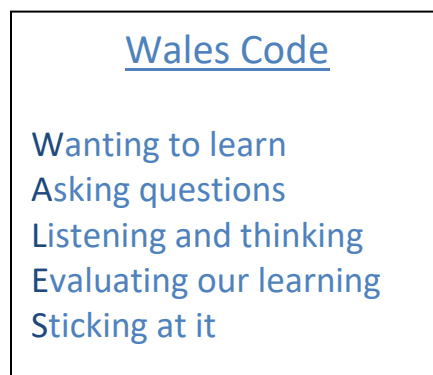 Wales Code
Wanting to learn
Asking questions
Listening and thinking
Evaluating our learning
Sticking at it